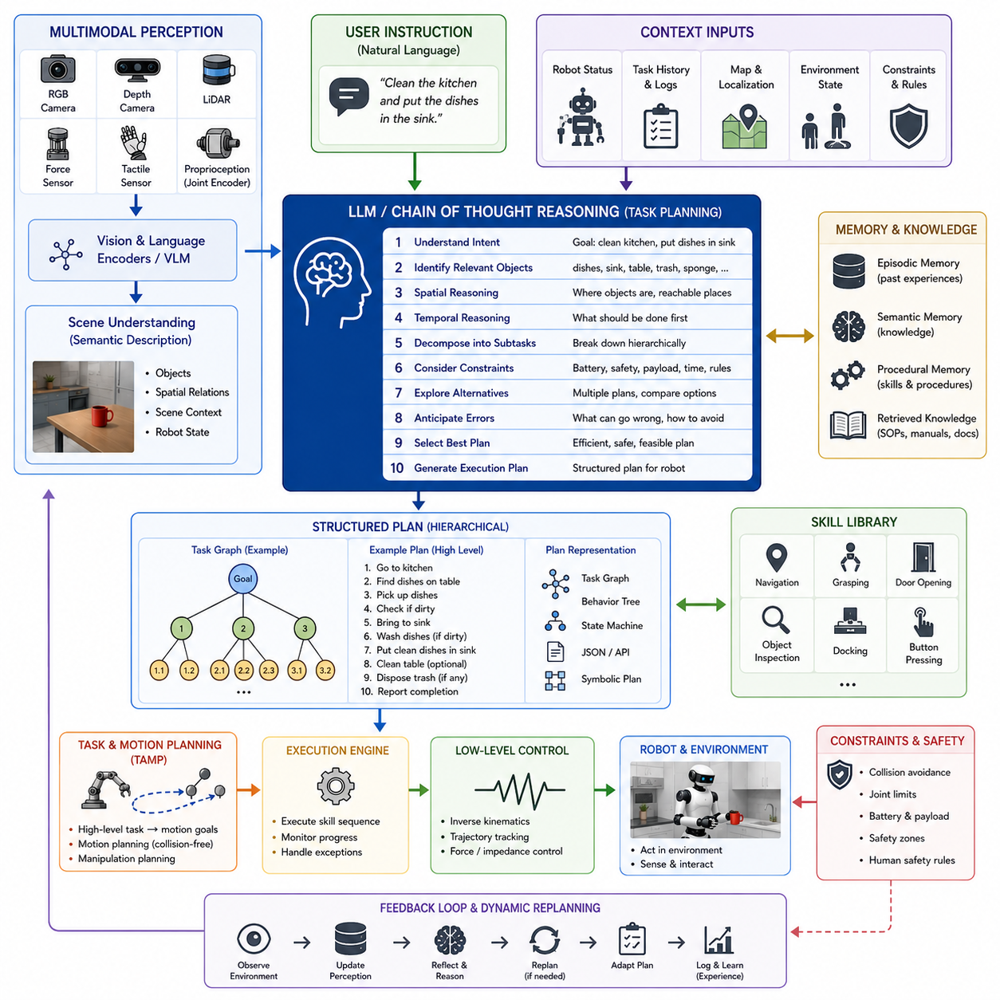 MULTIMODAL PERCEPTION
RGB
Camera
Depth
Camera
LiDAR
Force
Sensor
Tactile
Sensor
Proprioception
(Joint Encoder)
Vision & Language
Encoders / VLM
Scene Understanding
(Semantic Description)
• Objects
• Spatial Relations
• Scene Context
• Robot State
USER INSTRUCTION
(Natural Language)
“Clean the kitchen
and put the dishes
in the sink.”
CONTEXT INPUTS
Robot Status
Task History
& Logs
Map &
Localization
Environment
State
Constraints
& Rules
LLM / CHAIN OF THOUGHT REASONING (TASK PLANNING)
1 Understand Intent Goal: clean kitchen, put dishes in sink
2 Identify Relevant Objects dishes, sink, table, trash, sponge, ...
3 Spatial Reasoning Where objects are, reachable places
4 Temporal Reasoning What should be done first
5 Decompose into Subtasks Break down hierarchically
6 Consider Constraints Battery, safety, payload, time, rules
7 Explore Alternatives Multiple plans, compare options
8 Anticipate Errors What can go wrong, how to avoid
9 Select Best Plan Efficient, safe, feasible plan
10 Generate Execution Plan Structured plan for robot
MEMORY & KNOWLEDGE
Episodic Memory
(past experiences)
Semantic Memory
(knowledge)
Procedural Memory
(skills & procedures)
Retrieved Knowledge
(SOPs, manuals, docs)
STRUCTURED PLAN (HIERARCHICAL)
Task Graph (Example)
Goal
1 2 3
1.1 1.2 2.1 2.2 2.3 3.1 3.2
...
Example Plan (High Level)
1. Go to kitchen
2. Find dishes on table
3. Pick up dishes
4. Check if dirty
5. Bring to sink
6. Wash dishes (if dirty)
7. Put clean dishes in sink
8. Clean table (optional)
9. Dispose trash (if any)
10. Report completion
Plan Representation
Task Graph
Behavior Tree
State Machine
JSON / API
Symbolic Plan
SKILL LIBRARY
Navigation
Grasping
Door Opening
Object
Inspection
Docking
Button
Pressing
...
TASK & MOTION PLANNING
(TAMP)
• High-level task → motion goals
• Motion planning (collision-free)
• Manipulation planning
EXECUTION ENGINE
• Execute skill sequence
• Monitor progress
• Handle exceptions
LOW-LEVEL CONTROL
• Inverse kinematics
• Trajectory tracking
• Force / impedance control
ROBOT & ENVIRONMENT
• Act in environment
• Sense & interact
CONSTRAINTS & SAFETY
• Collision avoidance
• Joint limits
• Battery & payload
• Safety zones
• Human safety rules
FEEDBACK LOOP & DYNAMIC REPLANNING
Observe
Environment
Update
Perception
Reflect &
Reason
Replan
(if needed)
Adapt Plan
Log & Learn
(Experience)